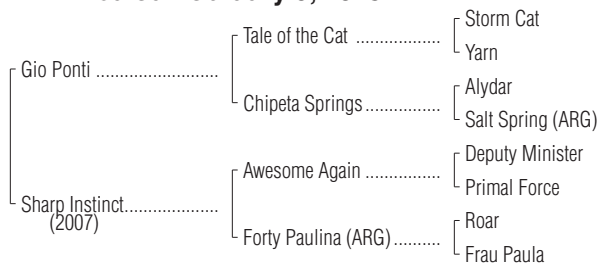 Gio Ponti
Sharp Instinct
(2007)
Tale of the Cat
Chipeta Springs
Awesome Again
Forty Paulina (ARG)
Storm Cat
Yarn
Alydar
Salt Spring (ARG)
Deputy Minister
Primal Force
Roar
Frau Paula